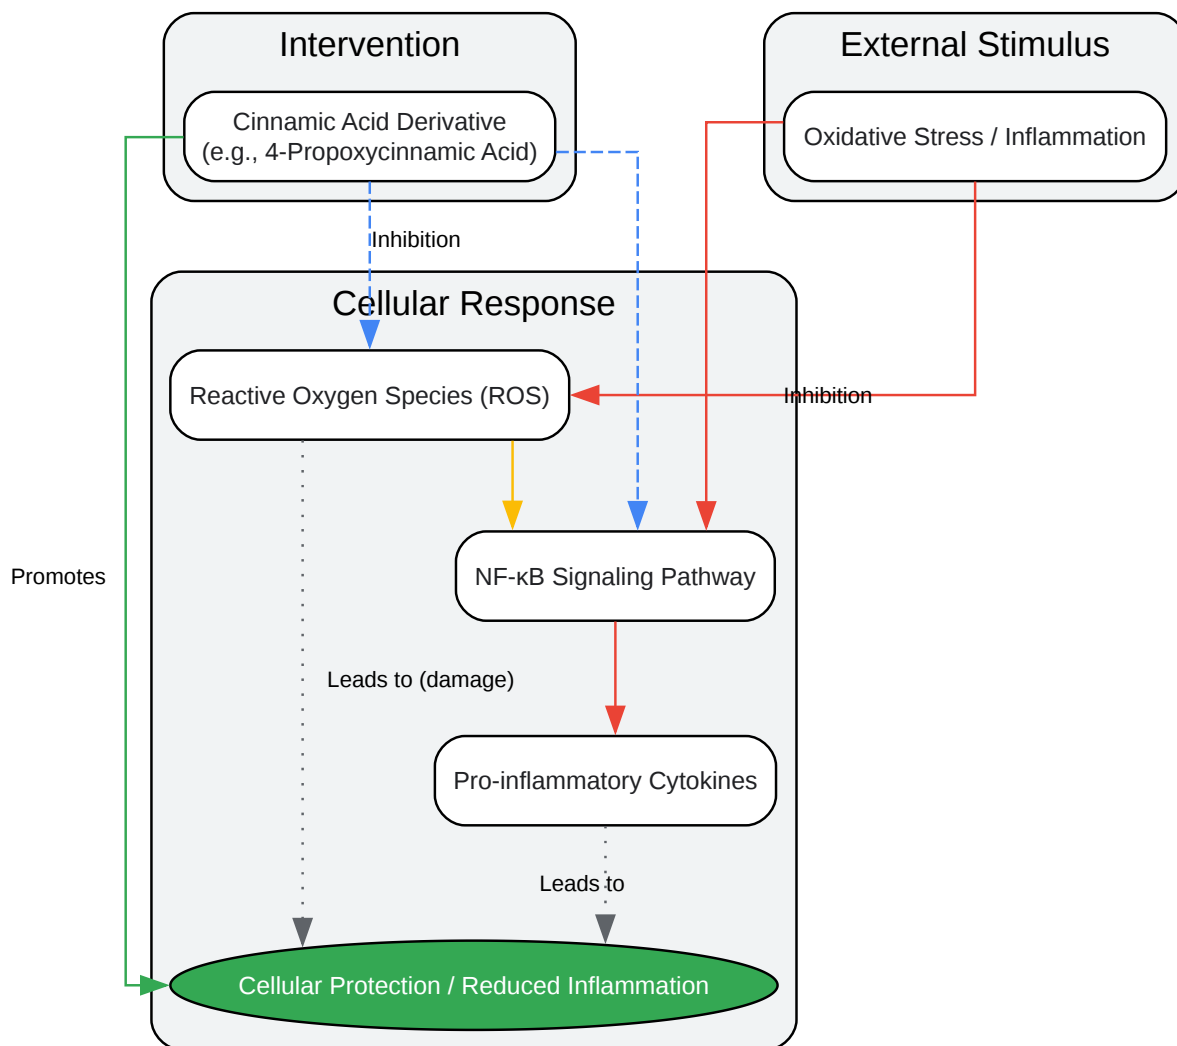 Intervention
External Stimulus
Cinnamic Acid Derivative
(e.g., 4-Propoxycinnamic Acid)
Oxidative Stress / Inflammation
Inhibition
Cellular Response
Reactive Oxygen Species (ROS)
Inhibition
NF-κB Signaling Pathway
Promotes
Leads to (damage)
Pro-inflammatory Cytokines
Leads to
Cellular Protection / Reduced Inflammation